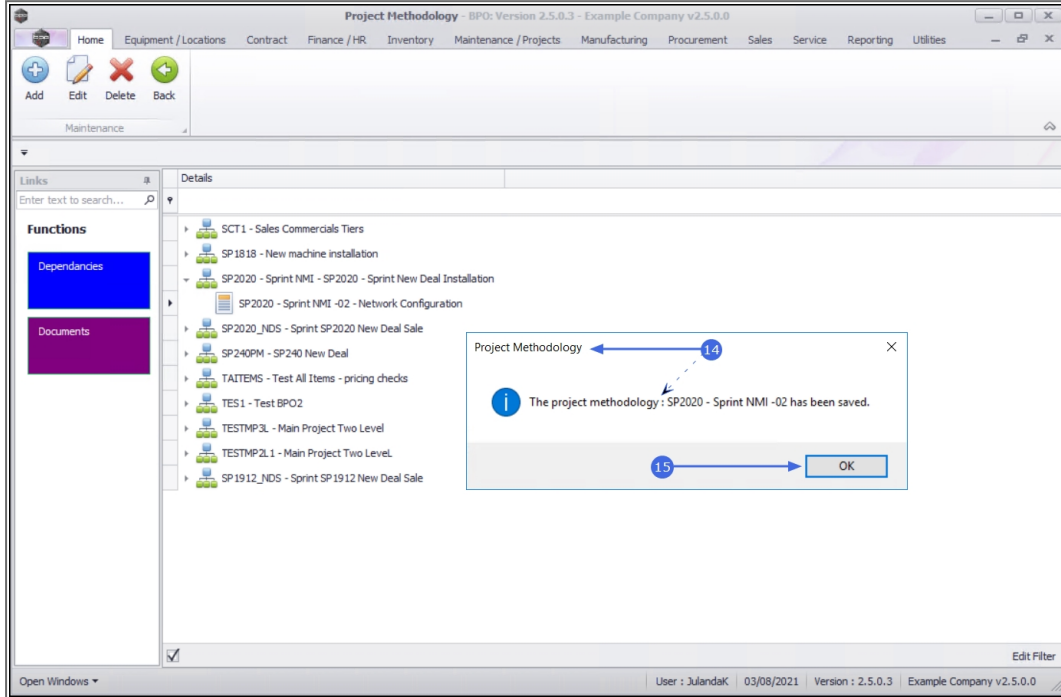 Project Methodology - BPO: Version 2.5.0.3 - Example Company v2.5.0.0
Home Equipment / Locations Contract Finance / HR Inventory Maintenance / Projects Manufacturing Procurement Sales Service Reporting Utilities
Add Edit Delete Back
Maintenance
Links
Enter text to search...
Functions
Dependancies
Documents
Details
SCT1 - Sales Commercials Tiers
SP1818 - New machine installation
SP2020 - Sprint NMI - SP2020 - Sprint New Deal Installation
SP2020 - Sprint NMI -02 - Network Configuration
SP2020_NDS - Sprint SP2020 New Deal Sale
SP240PM - SP240 New Deal
TAITEMS - Test All Items - pricing checks
TES1 - Test BPO2
TESTMP3L - Main Project Two Level
TESTMP2L1 - Main Project Two LeveL
SP1912_NDS - Sprint SP1912 New Deal Sale
Project Methodology 14
The project methodology : SP2020 - Sprint NMI -02 has been saved.
15 OK
Edit Filter
Open Windows User : JulandaK 03/08/2021 Version : 2.5.0.3 Example Company v2.5.0.0